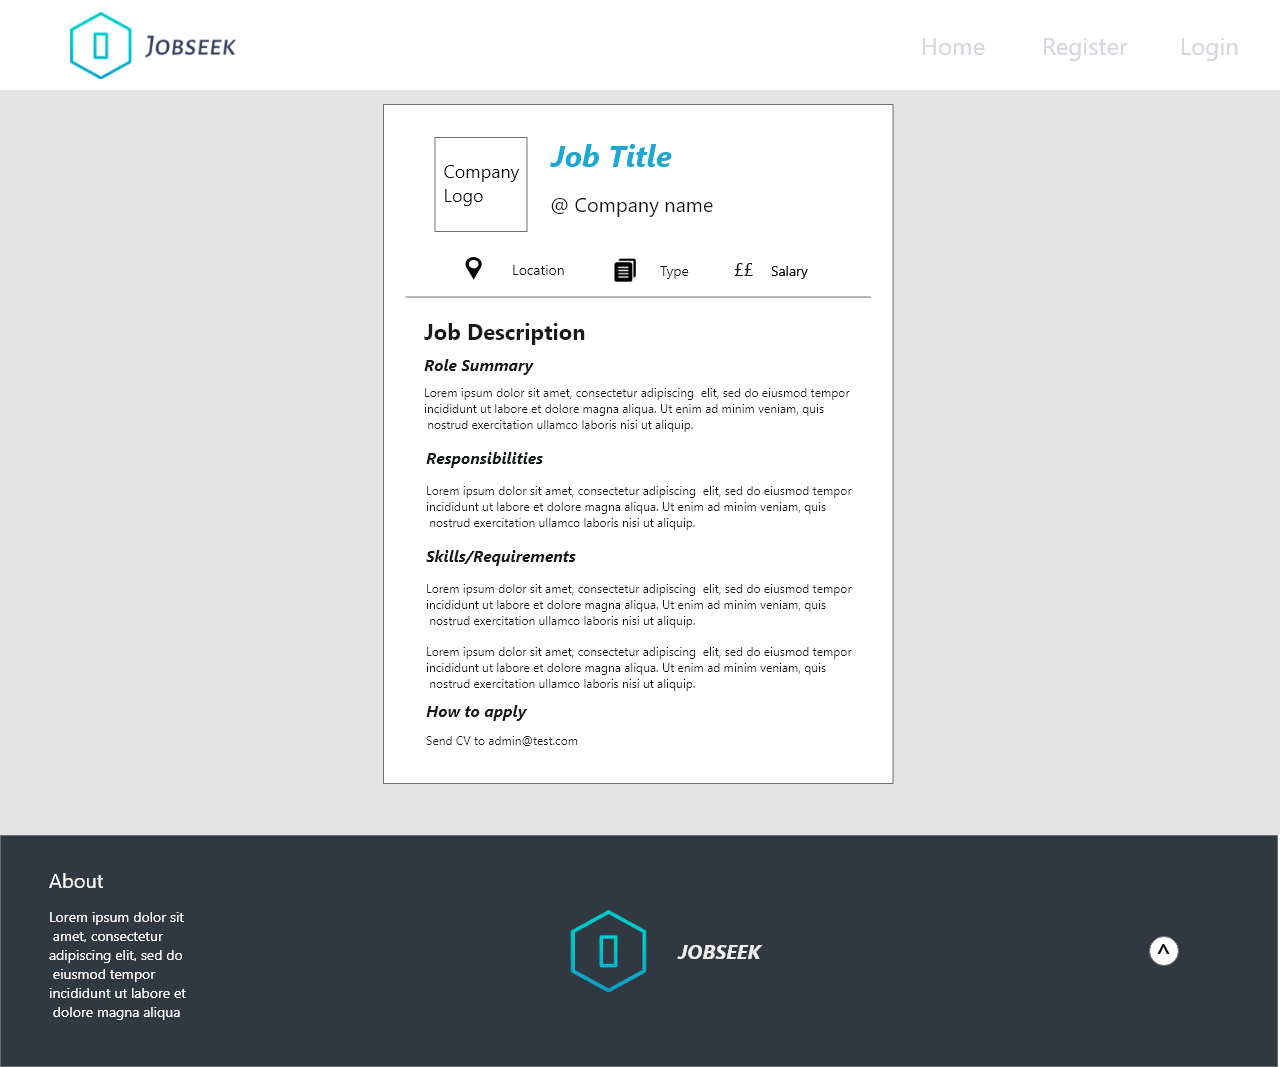 Jobseek
Home Register Login
Company
Logo
Job Title
@ Company name
Location Type ££ Salary
Job Description
Role Summary
Lorem ipsum dolor sit amet, consectetur adipiscing elit, sed do eiusmod tempor
incididunt ut labore et dolore magna aliqua. Ut enim ad minim veniam, quis
nostrud exercitation ullamco laboris nisi ut aliquip.
Responsibilities
Lorem ipsum dolor sit amet, consectetur adipiscing elit, sed do eiusmod tempor
incididunt ut labore et dolore magna aliqua. Ut enim ad minim veniam, quis
nostrud exercitation ullamco laboris nisi ut aliquip.
Skills/Requirements
Lorem ipsum dolor sit amet, consectetur adipiscing elit, sed do eiusmod tempor
incididunt ut labore et dolore magna aliqua. Ut enim ad minim veniam, quis
nostrud exercitation ullamco laboris nisi ut aliquip.
Lorem ipsum dolor sit amet, consectetur adipiscing elit, sed do eiusmod tempor
incididunt ut labore et dolore magna aliqua. Ut enim ad minim veniam, quis
nostrud exercitation ullamco laboris nisi ut aliquip.
How to apply
Send CV to admin@test.com
About
Lorem ipsum dolor sit
amet, consectetur
adipiscing elit, sed do
eiusmod tempor
incididunt ut labore et
dolore magna aliqua
JOBSEEK
^